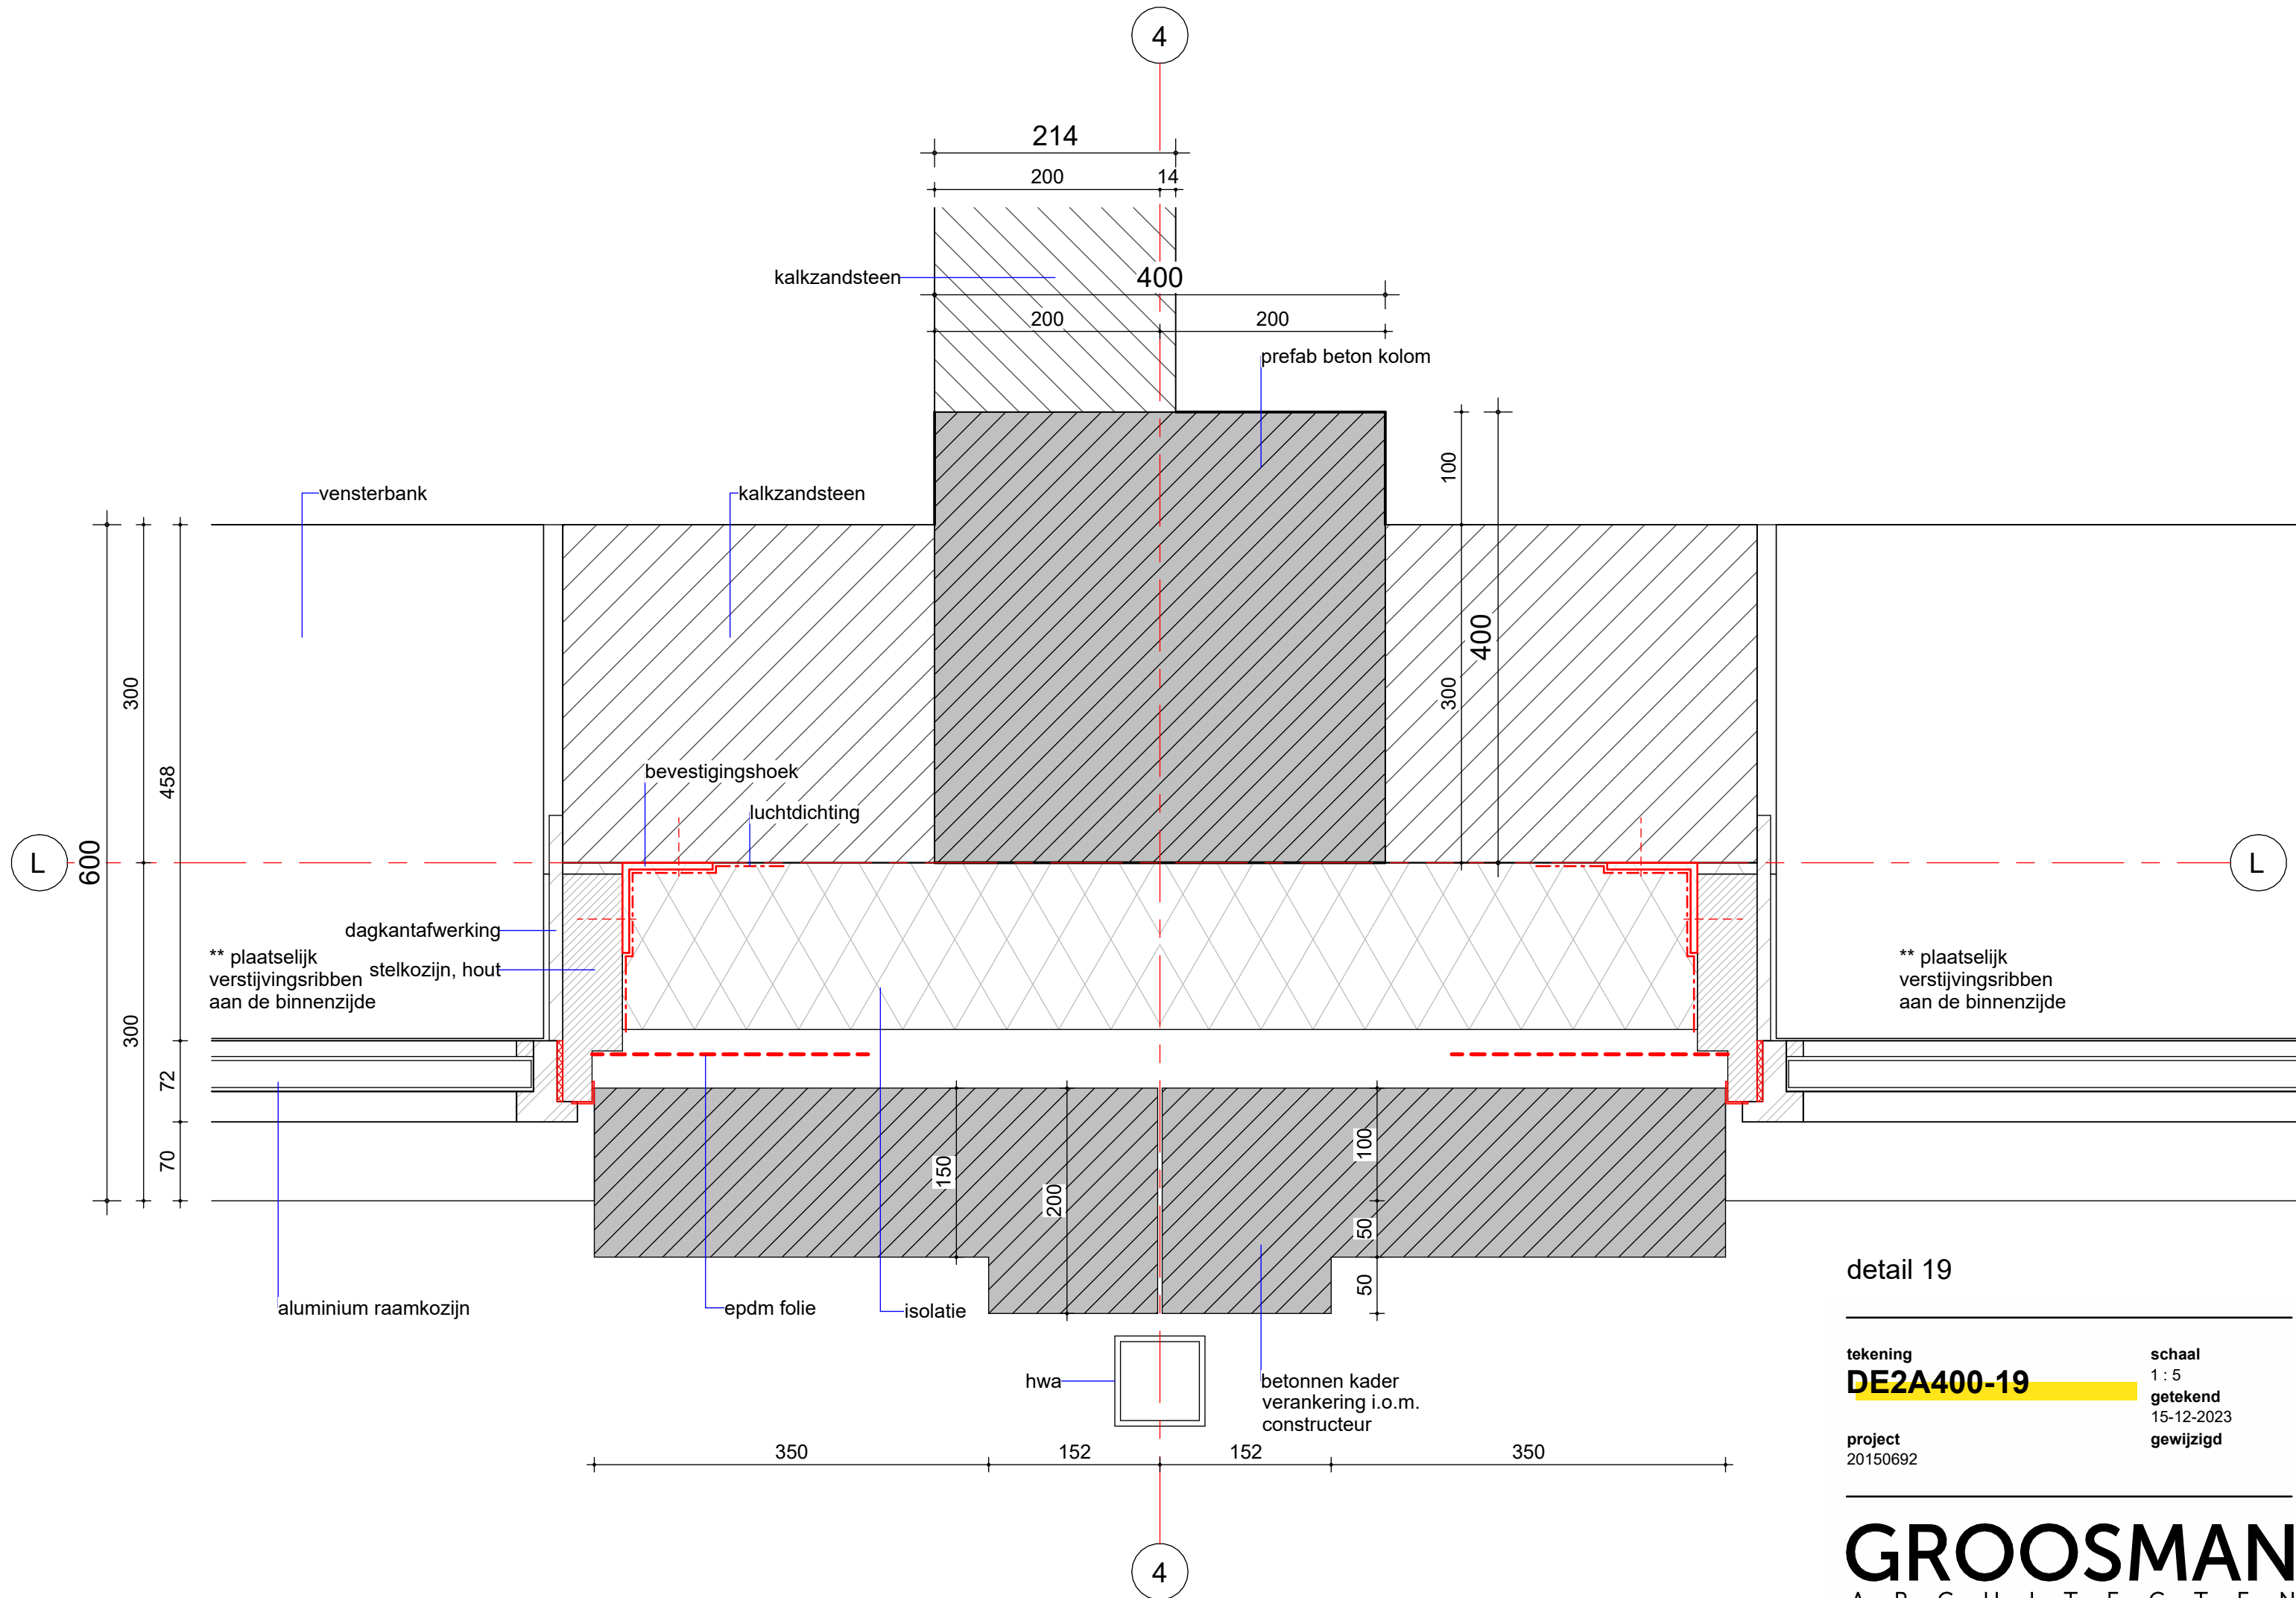 4
214
200
14
kalkzandsteen
400
200
200
prefab beton kolom
100
vensterbank
kalkzandsteen
400
300
300
458
bevestigingshoek
luchtdichting
L
600
L
dagkantafwerking
** plaatselijk
verstijvingsribben
aan de binnenzijde
stelkozijn, hout
** plaatselijk
verstijvingsribben
aan de binnenzijde
300
72
70
150
200
100
50
50
aluminium raamkozijn
epdm folie
isolatie
hwa
betonnen kader
verankering i.o.m.
constructeur
350
152
152
350
4
detail 19
tekening
DE2A400-19
schaal
1 : 5
getekend
15-12-2023
project
20150692
gewijzigd
GROOSMAN
ARCHITECTEN